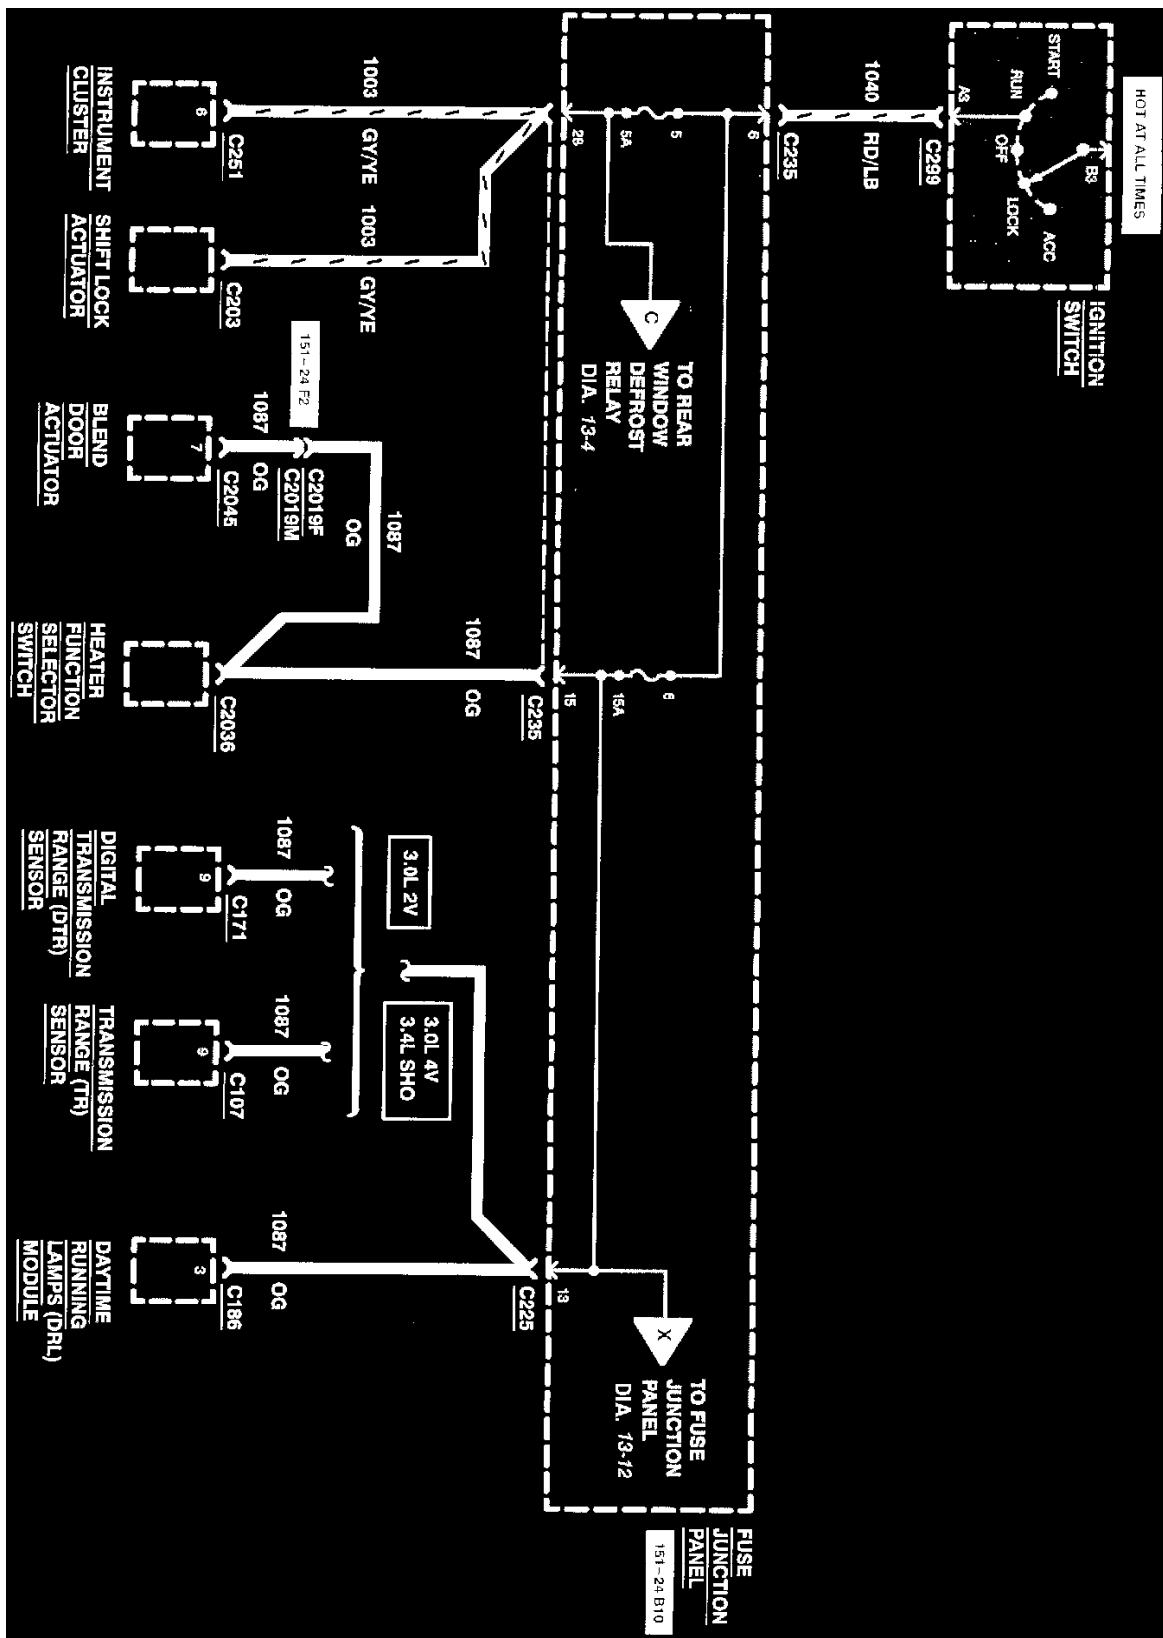 HOT AT ALL TIMES
IGNITION
SWITCH
START
RUN
OFF
LOCK
ACC
B3
A3
C299
1040
RD/LB
C235
6
5
5A
28
C
TO REAR
WINDOW
DEFROST
RELAY
DIA. 13-4
6
15A
15
13
X
TO FUSE
JUNCTION
PANEL
DIA. 13-12
FUSE
JUNCTION
PANEL
151-24 B10
1003
GY/YE
C251
6
INSTRUMENT
CLUSTER
1003
GY/YE
C203
SHIFT LOCK
ACTUATOR
151-24 F2
1087
OG
C2019F
C2019M
1087
OG
C2045
7
BLEND
DOOR
ACTUATOR
C235
1087
OG
C2036
HEATER
FUNCTION
SELECTOR
SWITCH
3.0L 2V
1087
OG
C171
9
DIGITAL
TRANSMISSION
RANGE (DTR)
SENSOR
3.0L 4V
3.4L SHO
1087
OG
C107
9
TRANSMISSION
RANGE (TR)
SENSOR
C225
1087
OG
C186
3
DAYTIME
RUNNING
LAMPS (DRL)
MODULE